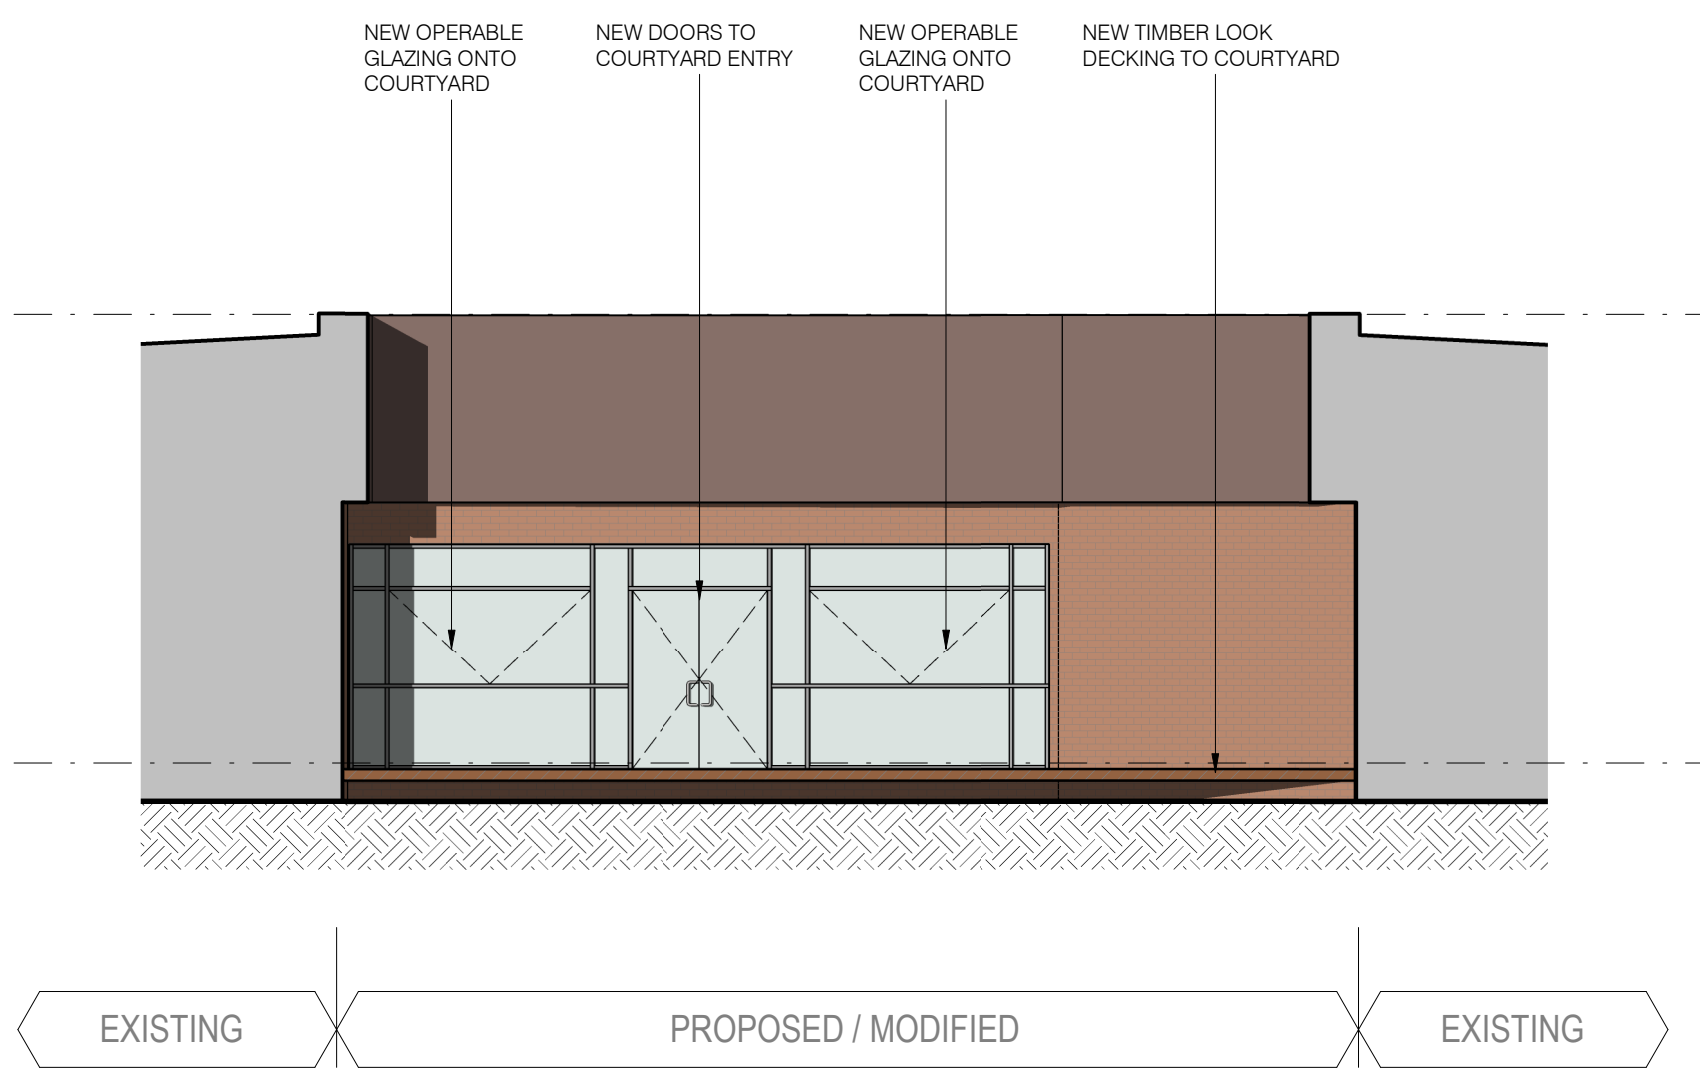 NEW OPERABLE
GLAZING ONTO
COURTYARD
NEW DOORS TO
COURTYARD ENTRY
NEW OPERABLE
GLAZING ONTO
COURTYARD
NEW TIMBER LOOK
DECKING TO COURTYARD
EXISTING
PROPOSED / MODIFIED
EXISTING